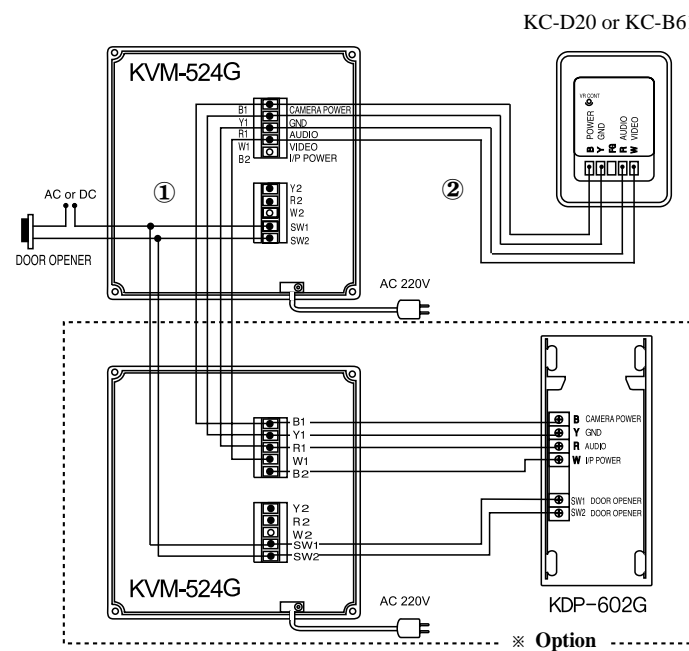 KC-D20 or KC-B6
KVM-524G
B1 CAMERA POWER
Y1 GND
R1 AUDIO
W1 VIDEO
B2 I/P POWER
VR CONT
POWER
GND
AUDIO
VIDEO
B Y R W
① ②
Y2
R2
W2
SW1
SW2
AC or DC
DOOR OPENER
AC 220V
B1
Y1
R1
W1
B2
B CAMERA POWER
Y GND
R AUDIO
W I/P POWER
Y2
R2
W2
SW1
SW2
SW1 DOOR OPENER
SW2 DOOR OPENER
KVM-524G
AC 220V
KDP-602G
※ Option